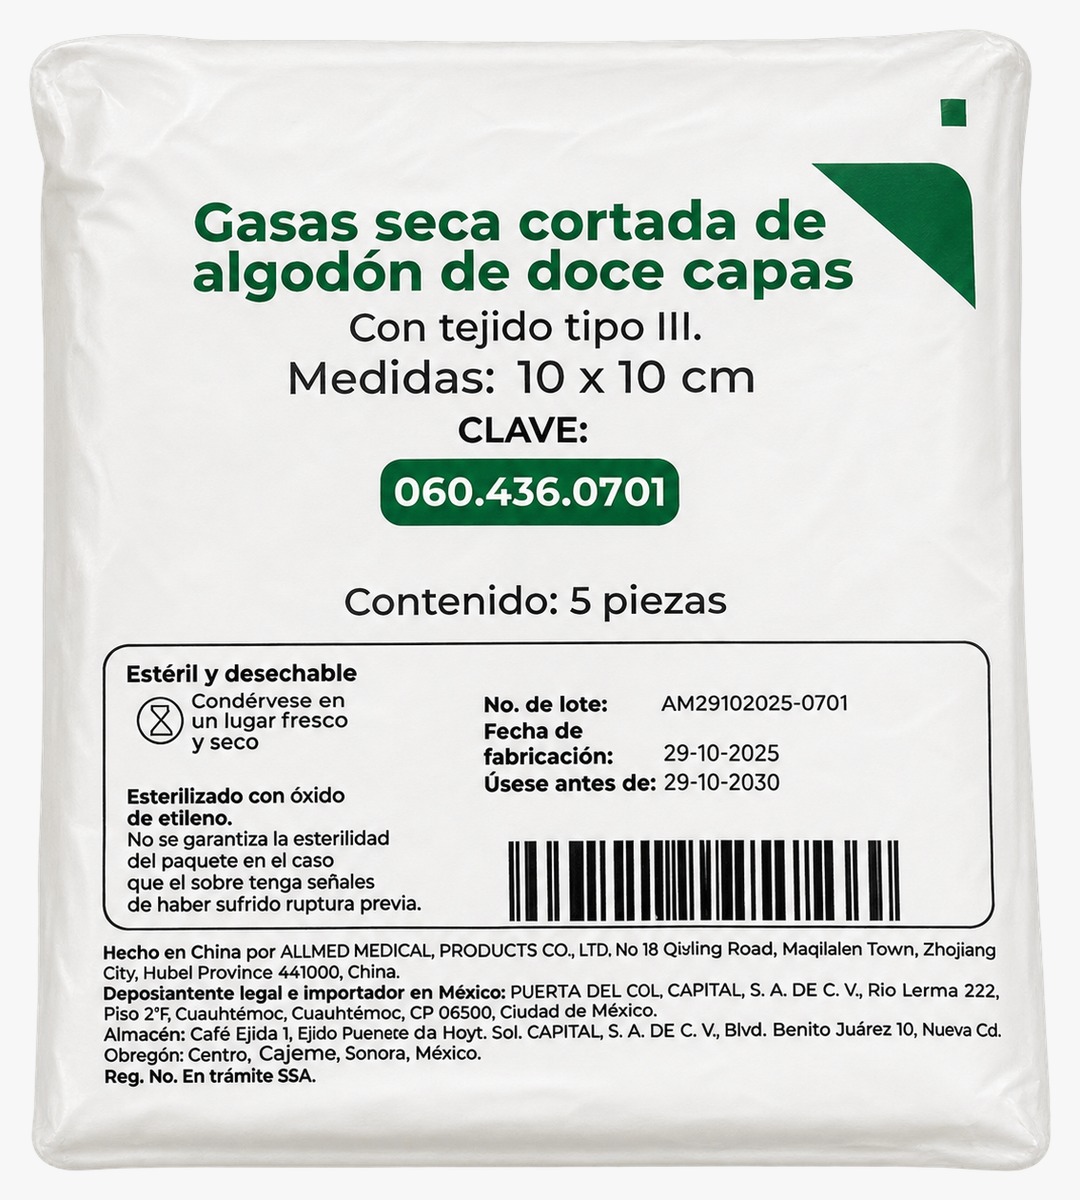 Gasas seca cortada de
algodón de doce capas
Con tejido tipo III.
Medidas: 10 x 10 cm
CLAVE:
060.436.0701
Contenido: 5 piezas
Estéril y desechable
Condérvese en
un lugar fresco
y seco
Esterilizado con óxido
de etileno.
No se garantiza la esterilidad
del paquete en el caso
que el sobre tenga señales
de haber sufrido ruptura previa.
No. de lote: AM29102025-0701
Fecha de
fabricación: 29-10-2025
Úsese antes de: 29-10-2030
Hecho en China por ALLMED MEDICAL, PRODUCTS CO., LTD. No 18 Road, Maqilalen Town, Zhojiang
City, Hubel Province 441000, China.
Deposiantente legal e importador en México: PUERTA DEL COL, CAPITAL, S. A. DE C. V., Rio Lerma 222,
Piso 2°F, Cuauhtémoc, Cuauhtémoc, CP 06500, Ciudad de México.
Almacén: Café Ejida 1, Ejido Puenete da Hoyt. Sol. CAPITAL, S. A. DE C. V., Blvd. Benito Juárez 10, Nueva Cd.
Obregón: Centro, Cajeme, Sonora, México.
Reg. No. En trámite SSA.